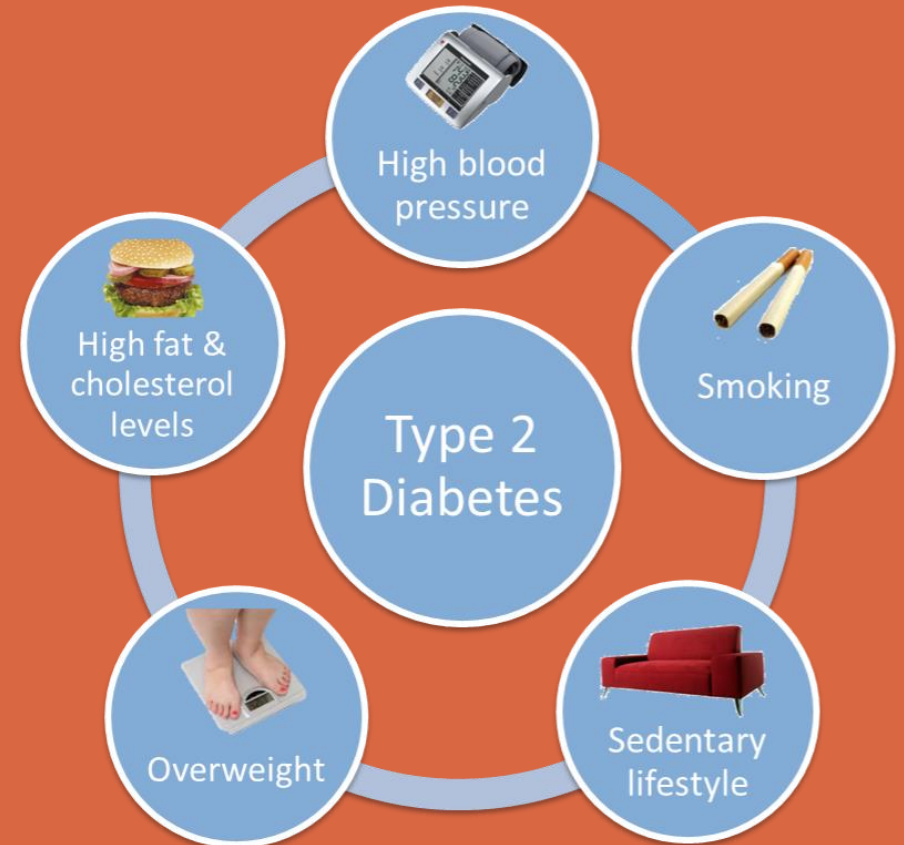 High blood
pressure
Smoking
Sedentary
lifestyle
Overweight
High fat &
cholesterol
levels
Type 2
Diabetes